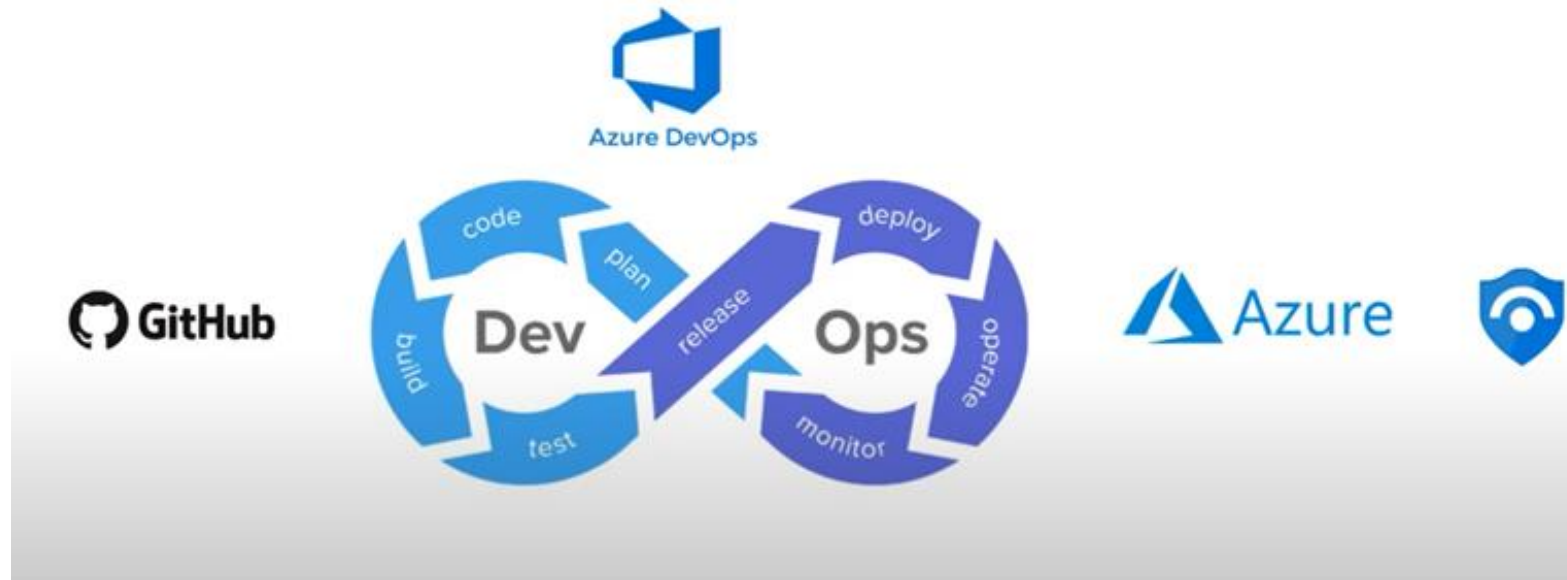 Azure DevOps
code
plan
build
test
Dev
release
deploy
operate
monitor
Ops
GitHub
Azure